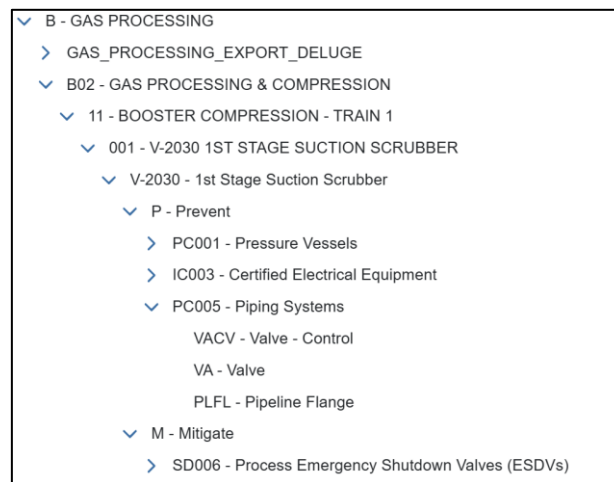 B - GAS PROCESSING
GAS_PROCESSING_EXPORT_DELUGE
B02 - GAS PROCESSING & COMPRESSION
11 - BOOSTER COMPRESSION - TRAIN 1
001 - V-2030 1ST STAGE SUCTION SCRUBBER
V-2030 - 1st Stage Suction Scrubber
P - Prevent
PC001 - Pressure Vessels
IC003 - Certified Electrical Equipment
PC005 - Piping Systems
VACV - Valve - Control
VA - Valve
PLFL - Pipeline Flange
M - Mitigate
SD006 - Process Emergency Shutdown Valves (ESDVs)